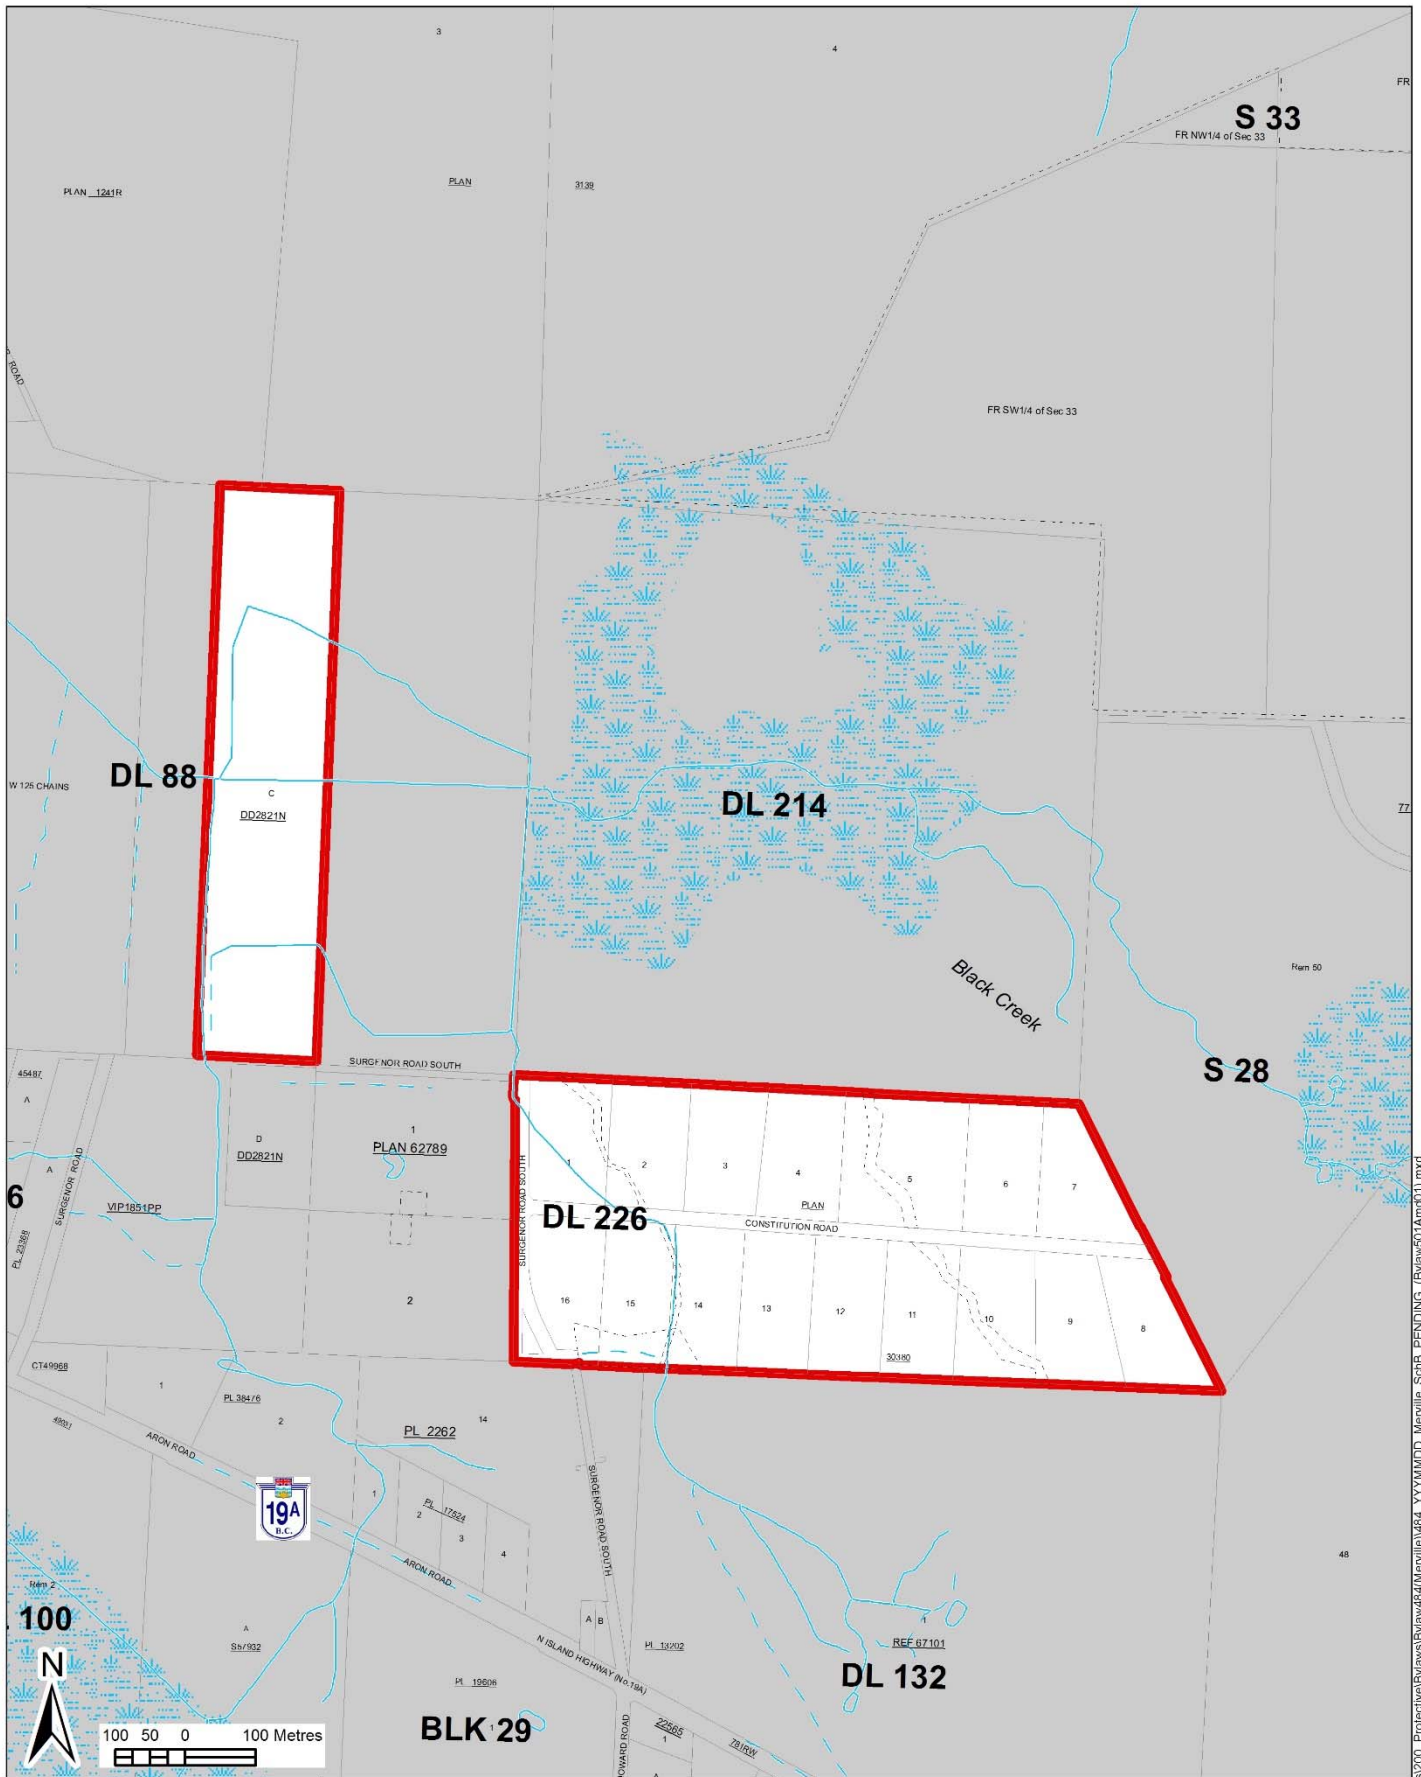 3
4
FR
S 33
FR NW1/4 of Sec 33
PLAN 1241R
PLAN
3139
ROAD
FR SW1/4 of Sec 33
DL 88
W 125 CHAINS
C
DD2821N
DL 214
77
Black Creek
Rem 50
S 28
SURGENOR ROAD SOUTH
45487
A
A
SURGENOR ROAD
6
PL 23368
VIP1851PP
D
DD2821N
1
PLAN 62789
2
SURGENOR ROAD SOUTH
1
2
3
4
5
6
7
PLAN
DL 226
CONSTITUTION ROAD
16
15
14
13
12
11
10
9
8
30380
CT49968
1
PL 38476
2
PL 2262
14
ARON ROAD
19A
B.C.
1
2
PL 17524
3
4
ARON ROAD
SURGENOR ROAD SOUTH
48
Rem 2
100
A
A B
PL 13202
N ISLAND HIGHWAY (No.19A)
1
REF 67101
DL 132
PL 19606
BLK 29
1
22565
1
781RW
N
100 50 0 100 Metres